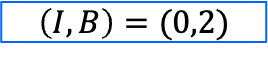 (I, B) = (0,2)